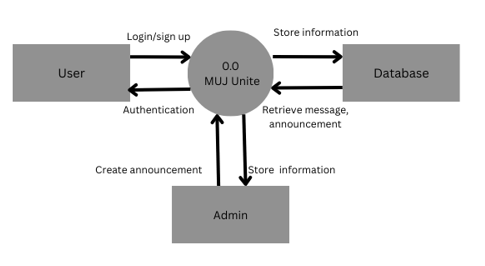 Login/sign up
Store information
User
0.0
MUJ Unite
Database
Authentication
Retrieve message,
announcement
Create announcement
Store  information
Admin